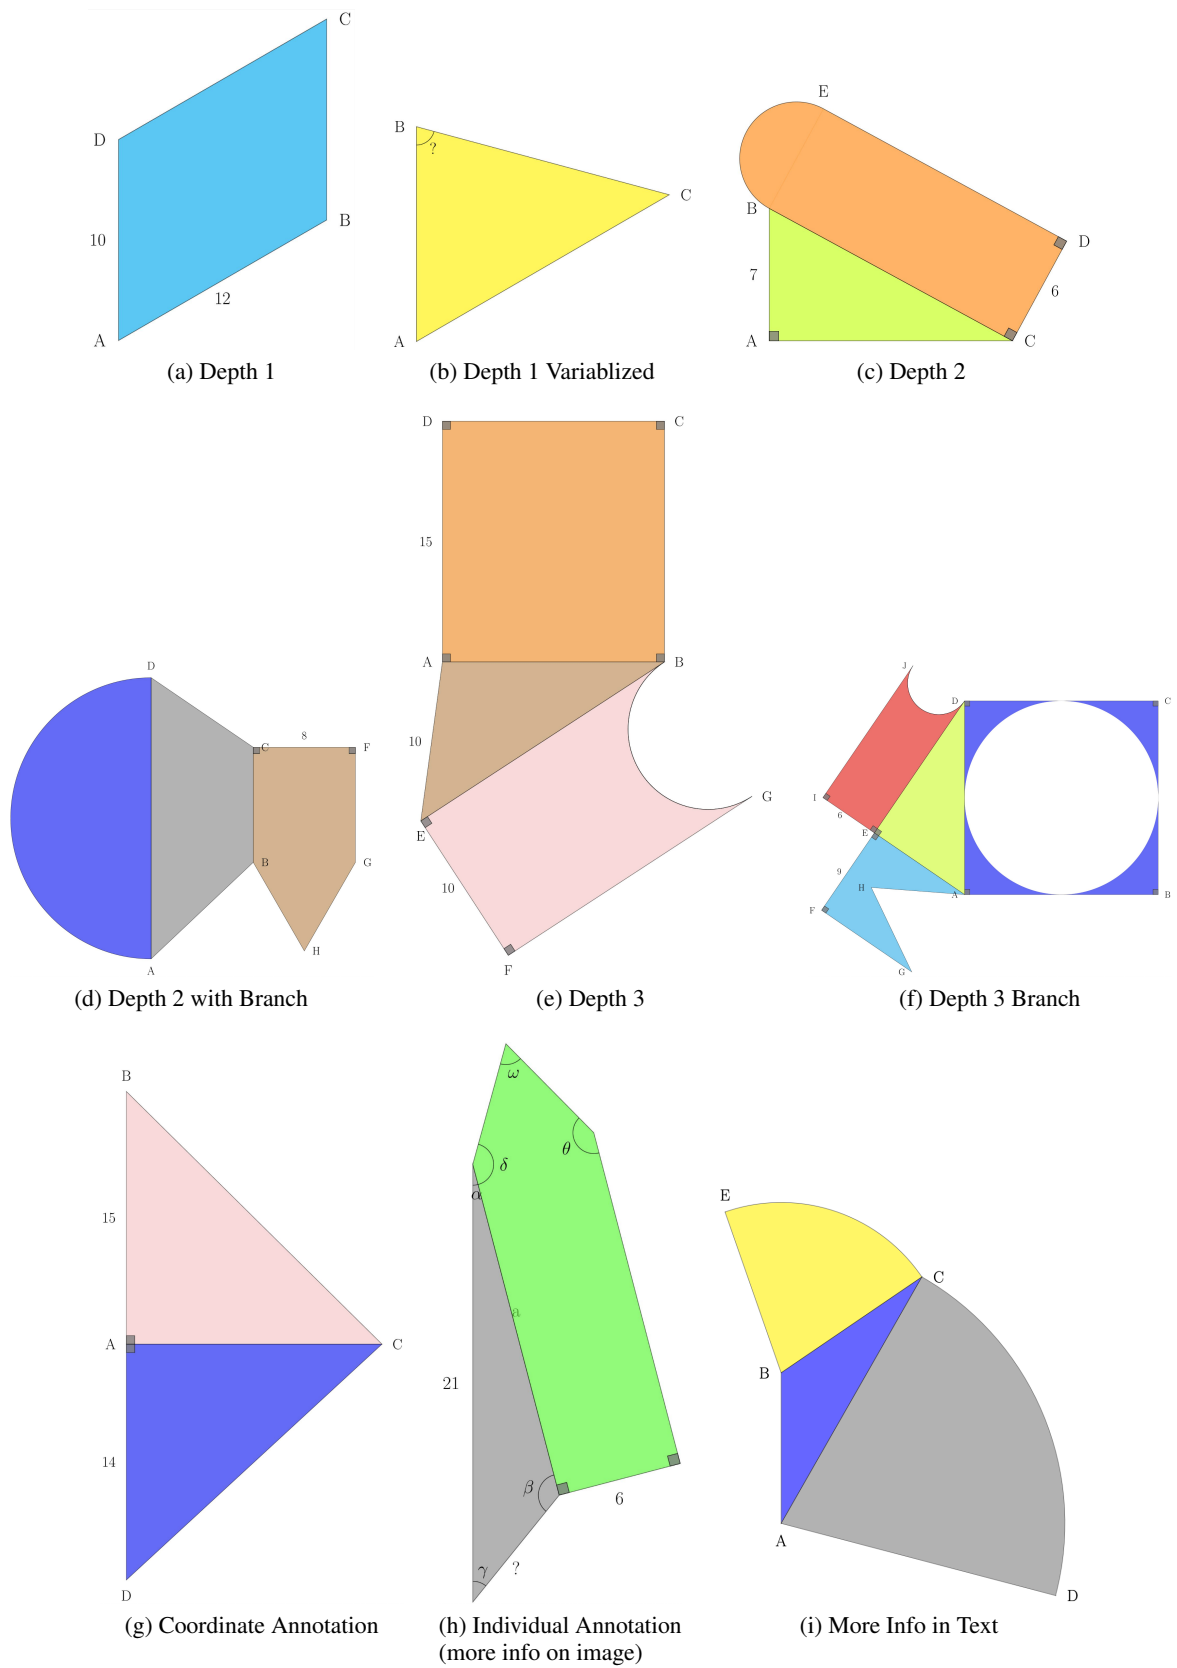 C
D
10
B
12
A
(a) Depth 1
B
?
C
A
(b) Depth 1 Variablized
E
B
D
7
6
A
C
(c) Depth 2
D
C
15
A
B
10
E
G
10
F
(e) Depth 3
D
C
8
F
B
G
H
A
(d) Depth 2 with Branch
J
D
C
I
6
E
9
H
A
B
F
G
(f) Depth 3 Branch
B
15
A
C
14
D
(g) Coordinate Annotation
ω
θ
δ
α
a
21
β
6
γ
?
(h) Individual Annotation
(more info on image)
E
C
B
A
D
(i) More Info in Text